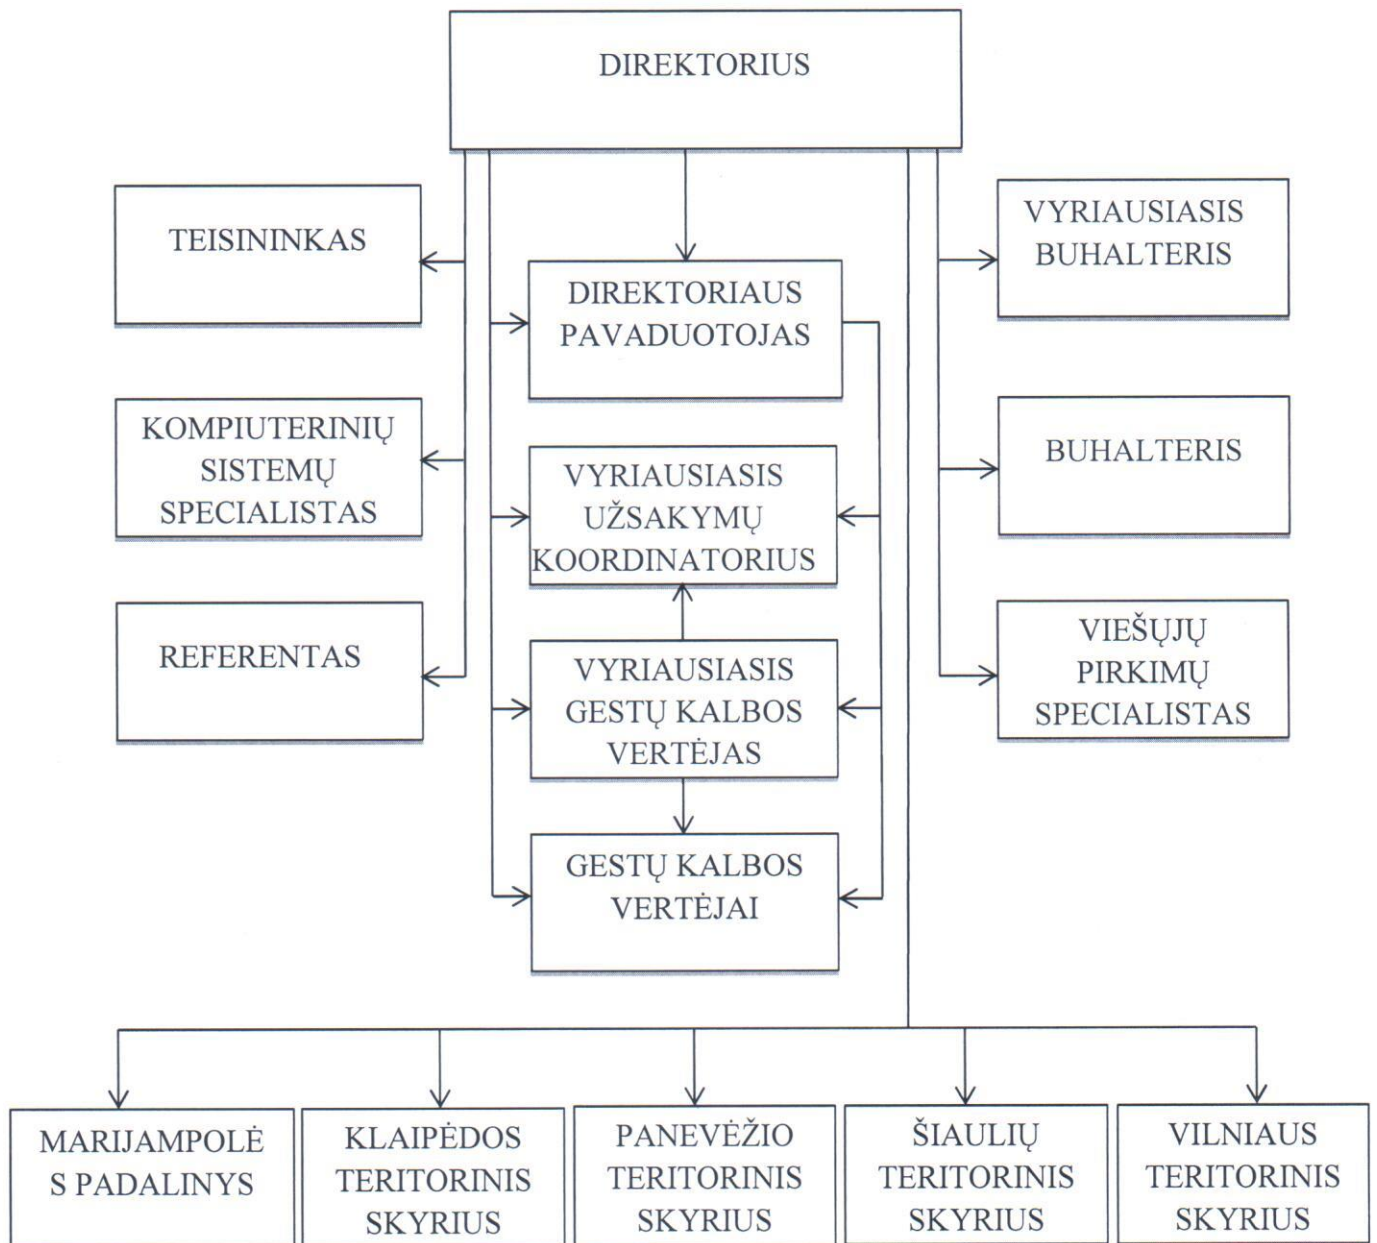 DIREKTORIUS
TEISININKAS
VYRIAUSIASIS
BUHALTERIS
DIREKTORIAUS
PAVADUOTOJAS
KOMPIUTERINIŲ
SISTEMŲ
SPECIALISTAS
VYRIAUSIASIS
UŽSAKYMŲ
KOORDINATORIUS
BUHALTERIS
REFERENTAS
VYRIAUSIASIS
GESTŲ KALBOS
VERTĖJAS
VIEŠŲJŲ
PIRKIMŲ
SPECIALISTAS
GESTŲ KALBOS
VERTĖJAI
MARIJAMPOLĖ
S PADALINYS
KLAIPĖDOS
TERITORINIS
SKYRIUS
PANEVĖŽIO
TERITORINIS
SKYRIUS
ŠIAULIŲ
TERITORINIS
SKYRIUS
VILNIAUS
TERITORINIS
SKYRIUS